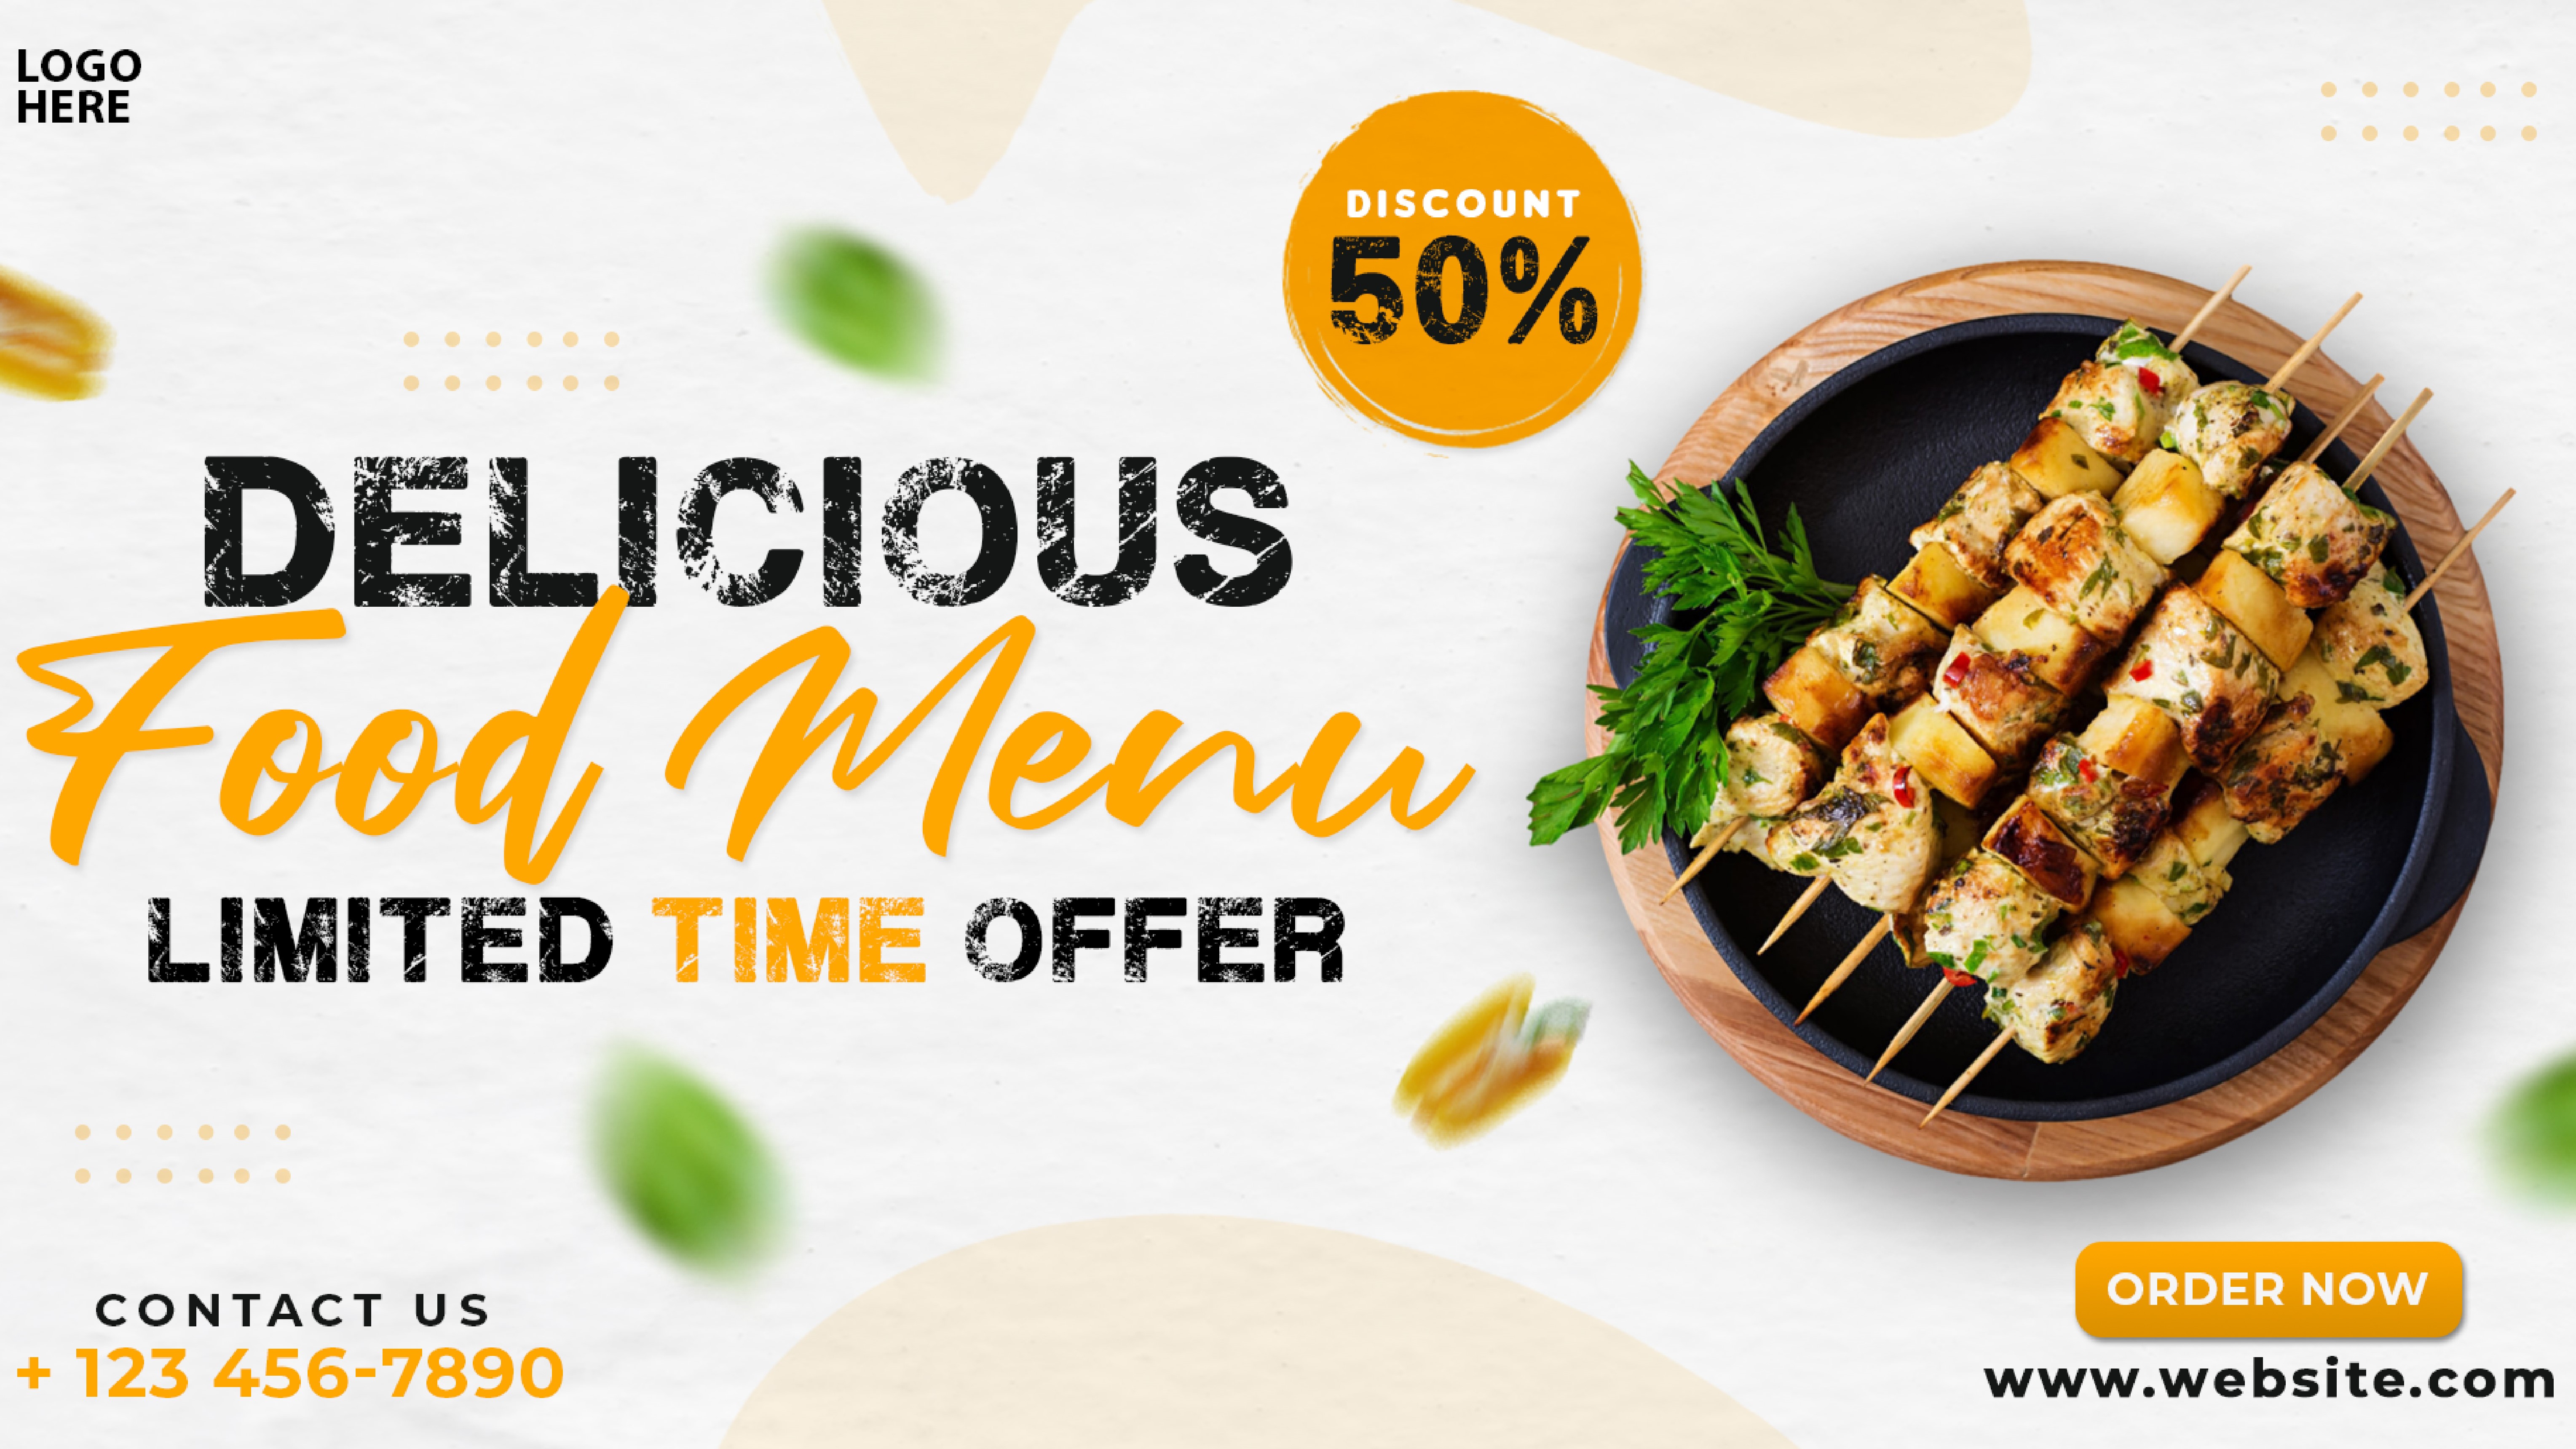 LOGO
HERE
DISCOUNT
50%
DELICIOUS
Food Menu
LIMITED TIME OFFER
CONTACT US
+ 123 456-7890
ORDER NOW
www.website.com